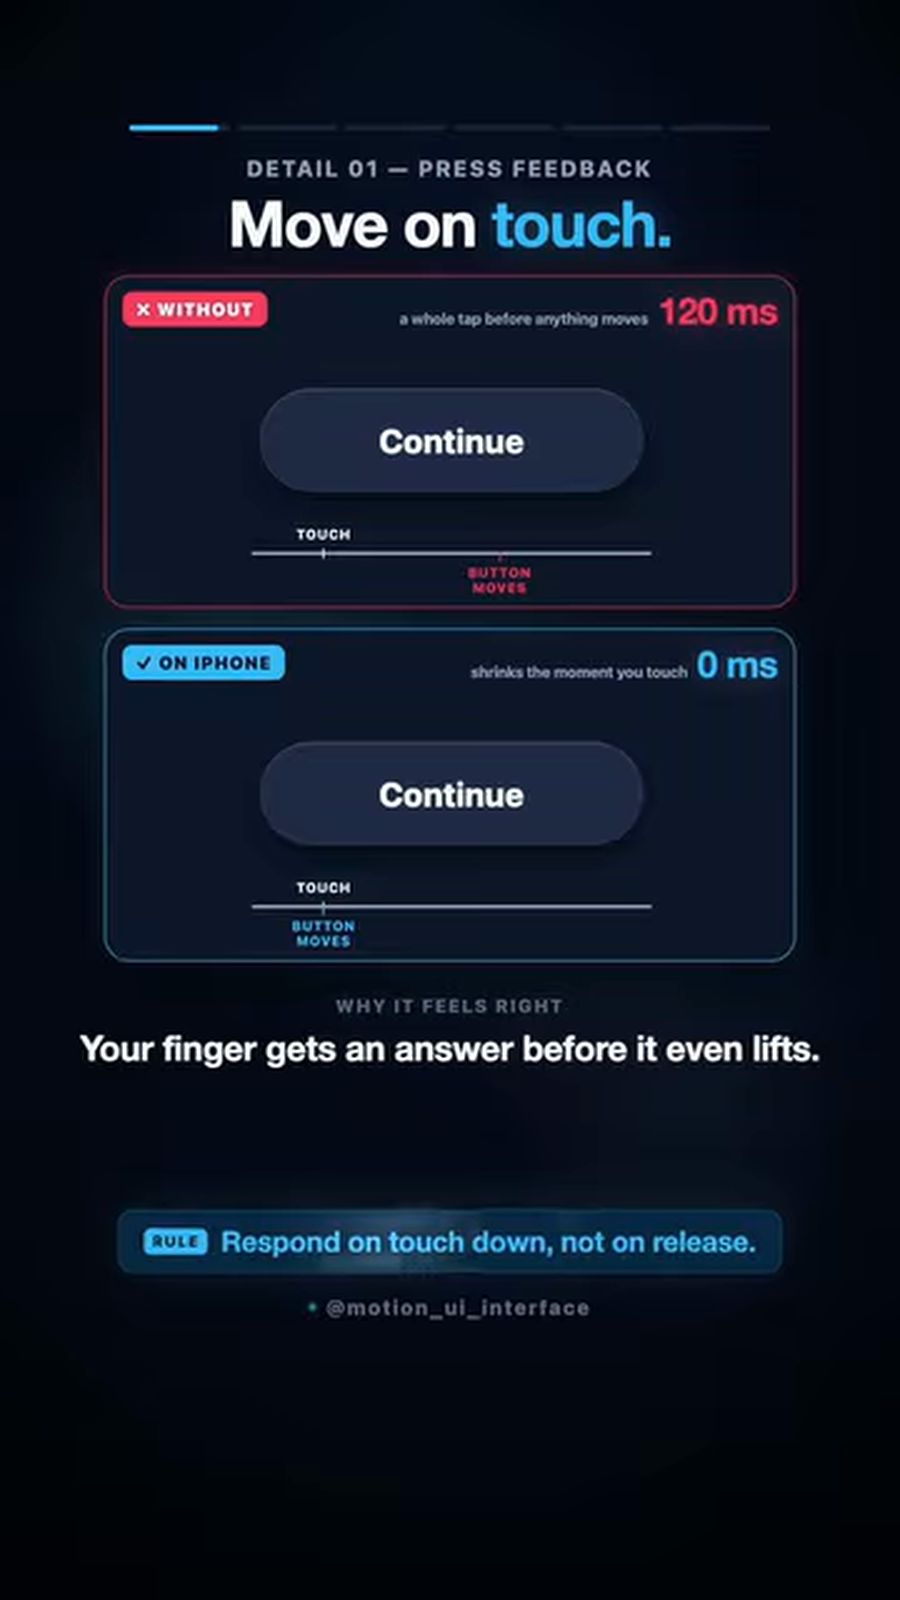 DETAIL 01 — PRESS FEEDBACK
Move on touch.
✕ WITHOUT
a whole tap before anything moves 120 ms
Continue
TOUCH
BUTTON
MOVES
✓ ON IPHONE
shrinks the moment you touch 0 ms
Continue
TOUCH
BUTTON
MOVES
WHY IT FEELS RIGHT
Your finger gets an answer before it even lifts.
RULE Respond on touch down, not on release.
@motion_ui_interface